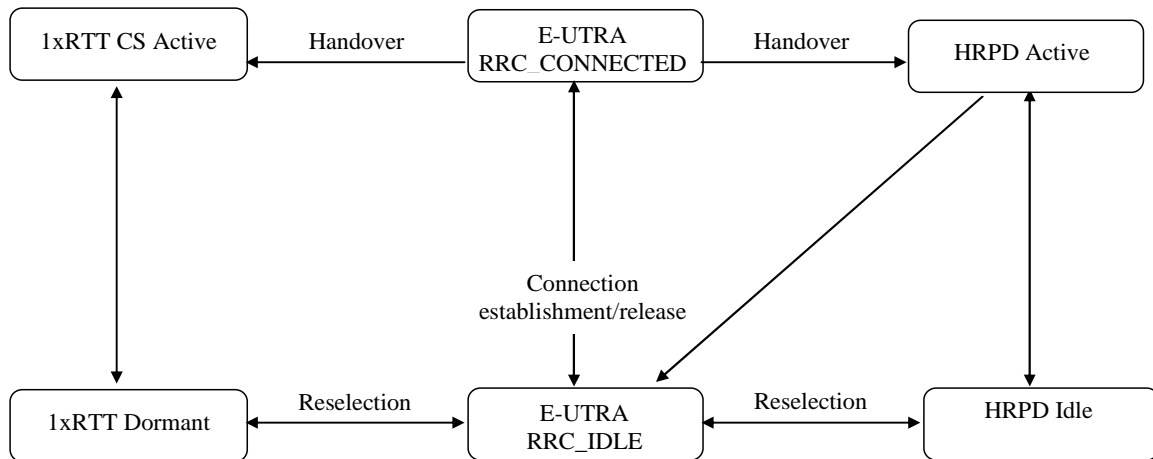 1xRTT CS Active
Handover
E-UTRA
RRC_CONNECTED
Handover
HRPD Active
Connection
establishment/release
1xRTT Dormant
Reselection
E-UTRA
RRC_IDLE
Reselection
HRPD Idle